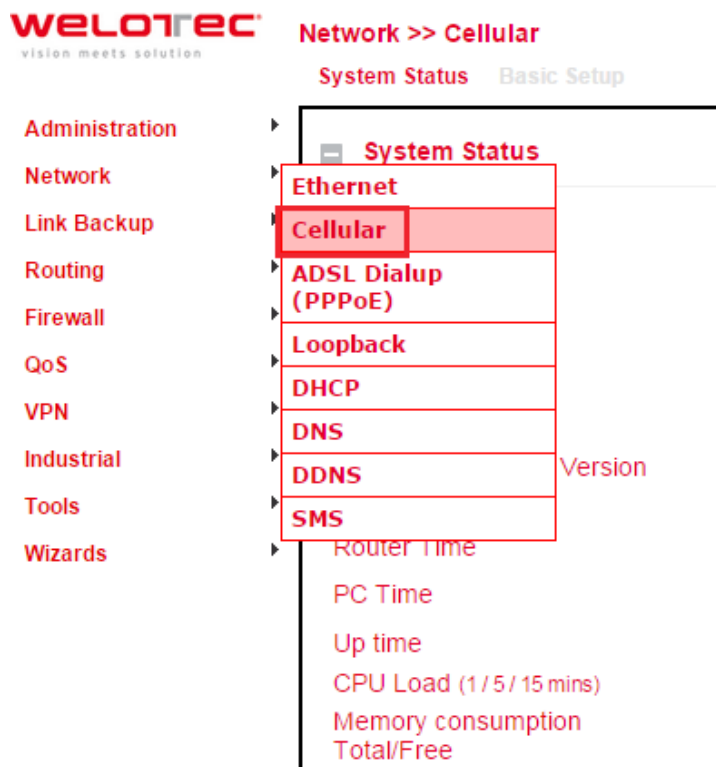 WELOTEC
vision meets solution
Network >> Cellular
System Status Basic Setup
Administration
Network
Link Backup
Routing
Firewall
QoS
VPN
Industrial
Tools
Wizards
System Status
Ethernet
Cellular
ADSL Dialup
(PPPoE)
Loopback
DHCP
DNS
DDNS
SMS
Version
Router Time
PC Time
Up time
CPU Load (1 / 5 / 15 mins)
Memory consumption
Total/Free